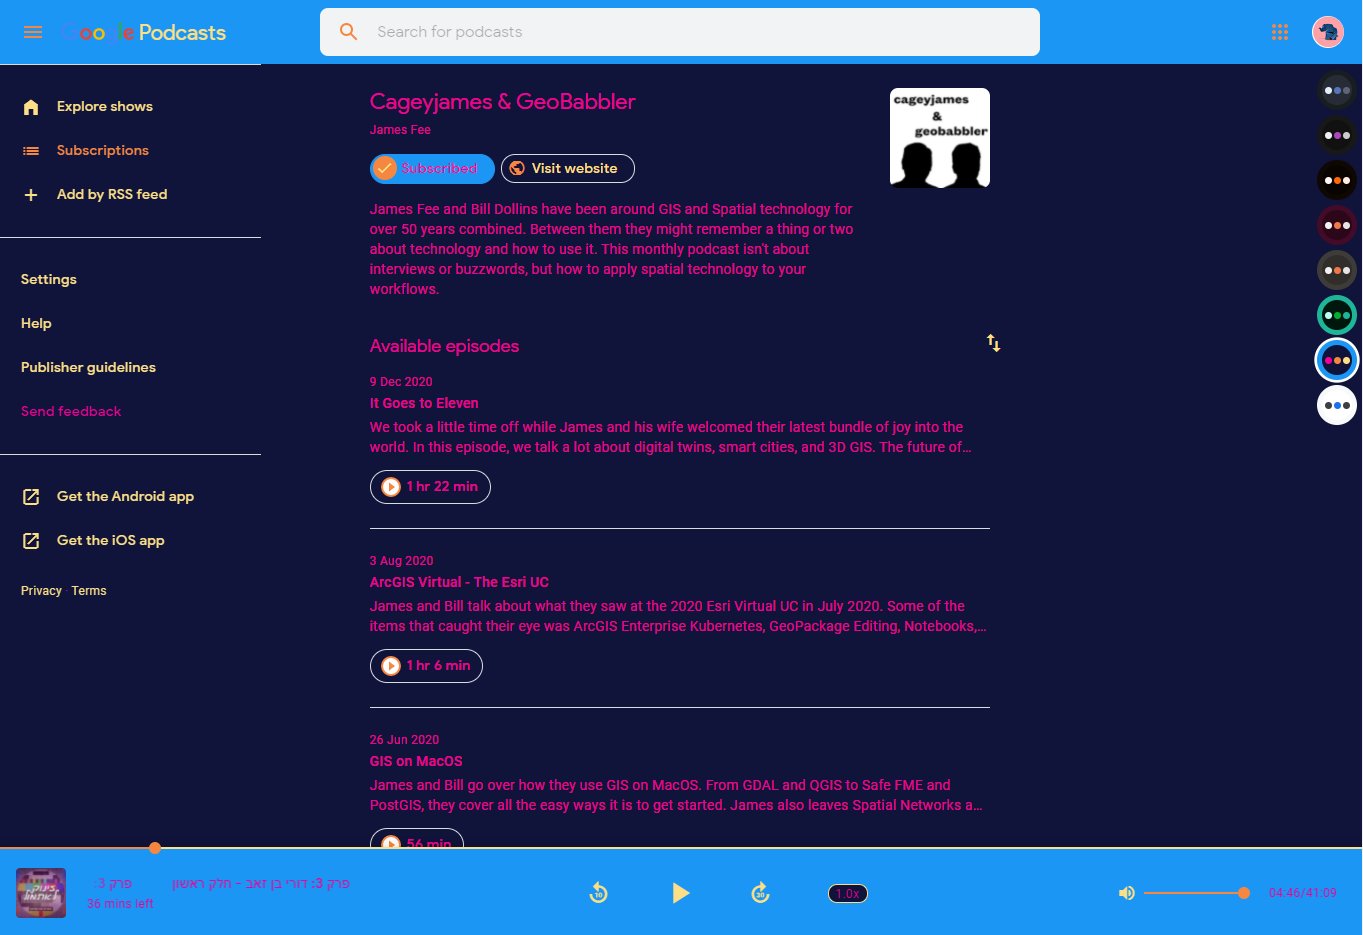 Google Podcasts
Search for podcasts
Explore shows
Subscriptions
Add by RSS feed
Settings
Help
Publisher guidelines
Send feedback
Get the Android app
Get the iOS app
Privacy · Terms
Cageyjames & GeoBabbler
James Fee
Subscribed
Visit website
cageyjames
&
geobabbler
James Fee and Bill Dollins have been around GIS and Spatial technology for
over 50 years combined. Between them they might remember a thing or two
about technology and how to use it. This monthly podcast isn't about
interviews or buzzwords, but how to apply spatial technology to your
workflows.
Available episodes
9 Dec 2020
It Goes to Eleven
We took a little time off while James and his wife welcomed their latest bundle of joy into the
world. In this episode, we talk a lot about digital twins, smart cities, and 3D GIS. The future of…
1 hr 22 min
3 Aug 2020
ArcGIS Virtual - The Esri UC
James and Bill talk about what they saw at the 2020 Esri Virtual UC in July 2020. Some of the
items that caught their eye was ArcGIS Enterprise Kubernetes, GeoPackage Editing, Notebooks,…
1 hr 6 min
26 Jun 2020
GIS on MacOS
James and Bill go over how they use GIS on MacOS. From GDAL and QGIS to Safe FME and
PostGIS, they cover all the easy ways it is to get started. James also leaves Spatial Networks a…
56 min
פרק 3: דורי בן זאב - חלק ראשון
פרק 3:
36 mins left
10
30
1.0x
04:46/41:09